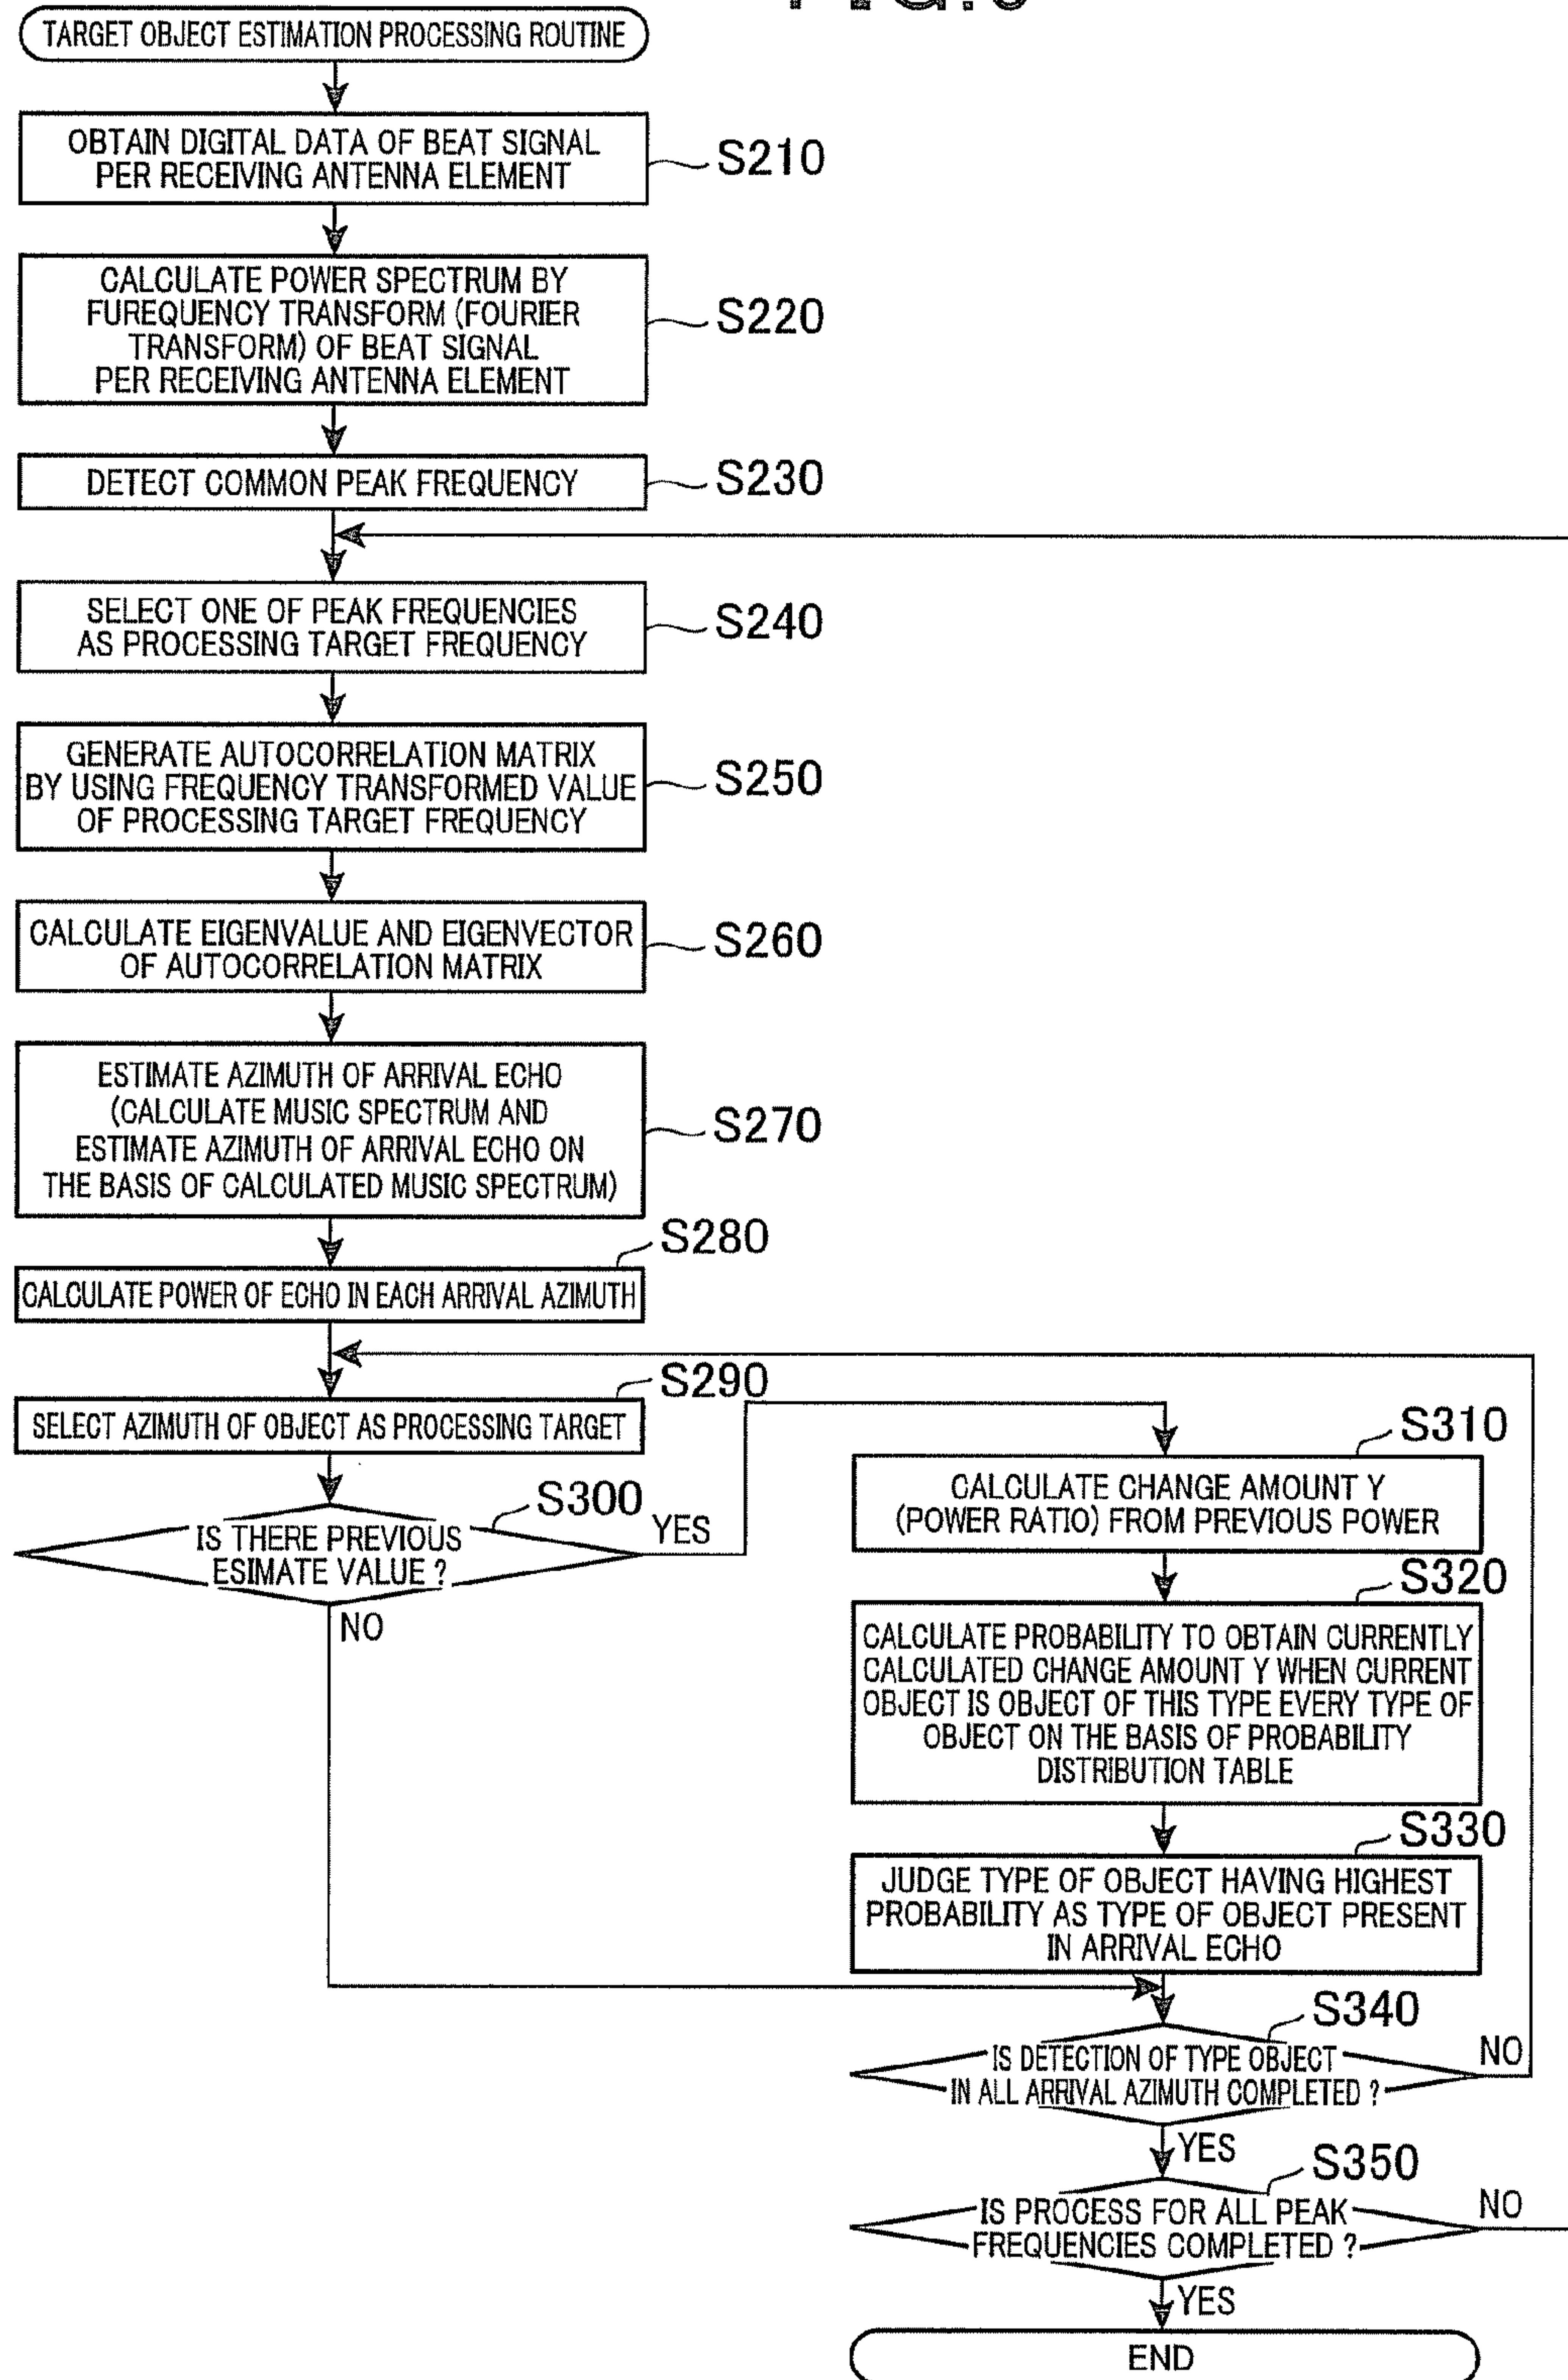 TARGET OBJECT ESTIMATION PROCESSING ROUTINE
OBTAIN DIGITAL DATA OF BEAT SIGNAL
PER RECEIVING ANTENNA ELEMENT
S210
CALCULATE POWER SPECTRUM BY
FUREQUENCY TRANSFORM (FOURIER
TRANSFORM) OF BEAT SIGNAL
PER RECEIVING ANTENNA ELEMENT
S220
DETECT COMMON PEAK FREQUENCY
S230
SELECT ONE OF PEAK FREQUENCIES
AS PROCESSING TARGET FREQUENCY
S240
GENERATE AUTOCORRELATION MATRIX
BY USING FREQUENCY TRANSFORMED VALUE
OF PROCESSING TARGET FREQUENCY
S250
CALCULATE EIGENVALUE AND EIGENVECTOR
OF AUTOCORRELATION MATRIX
S260
ESTIMATE AZIMUTH OF ARRIVAL ECHO
(CALCULATE MUSIC SPECTRUM AND
ESTIMATE AZIMUTH OF ARRIVAL ECHO ON
THE BASIS OF CALCULATED MUSIC SPECTRUM)
S270
S280
CALCULATE POWER OF ECHO IN EACH ARRIVAL AZIMUTH
S290
SELECT AZIMUTH OF OBJECT AS PROCESSING TARGET
S300
IS THERE PREVIOUS
ESIMATE VALUE ?
YES
NO
S310
CALCULATE CHANGE AMOUNT Y
(POWER RATIO) FROM PREVIOUS POWER
S320
CALCULATE PROBABILITY TO OBTAIN CURRENTLY
CALCULATED CHANGE AMOUNT Y WHEN CURRENT
OBJECT IS OBJECT OF THIS TYPE EVERY TYPE OF
OBJECT ON THE BASIS OF PROBABILITY
DISTRIBUTION TABLE
S330
JUDGE TYPE OF OBJECT HAVING HIGHEST
PROBABILITY AS TYPE OF OBJECT PRESENT
IN ARRIVAL ECHO
S340
IS DETECTION OF TYPE OBJECT
IN ALL ARRIVAL AZIMUTH COMPLETED ?
NO
YES
S350
IS PROCESS FOR ALL PEAK
FREQUENCIES COMPLETED ?
NO
YES
END